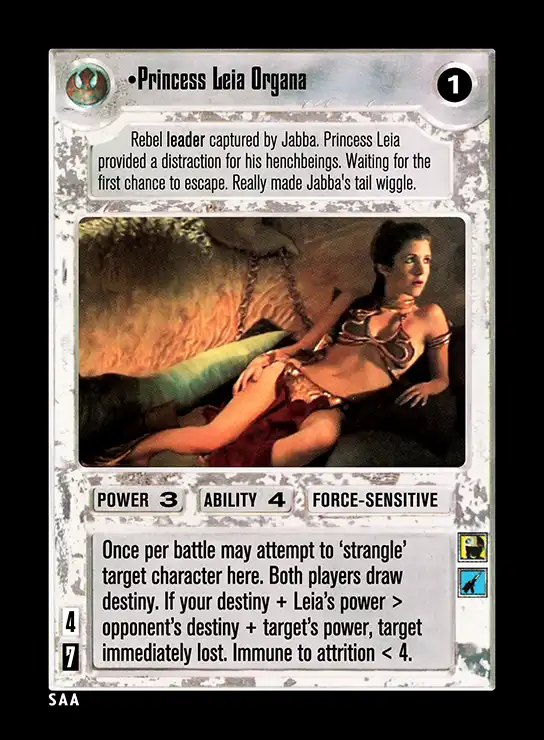 •Princess Leia Organa
1
Rebel leader captured by Jabba. Princess Leia
provided a distraction for his henchbeings. Waiting for the
first chance to escape. Really made Jabba's tail wiggle.
POWER 3 ABILITY 4 FORCE-SENSITIVE
Once per battle may attempt to ‘strangle’
target character here. Both players draw
destiny. If your destiny + Leia's power >
opponent's destiny + target's power, target
immediately lost. Immune to attrition < 4.
4
7
SAA